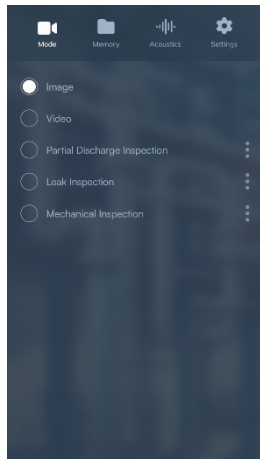 Mode
Memory
Acoustics
Settings
Image
Video
Partial Discharge Inspection
Leak Inspection
Mechanical Inspection